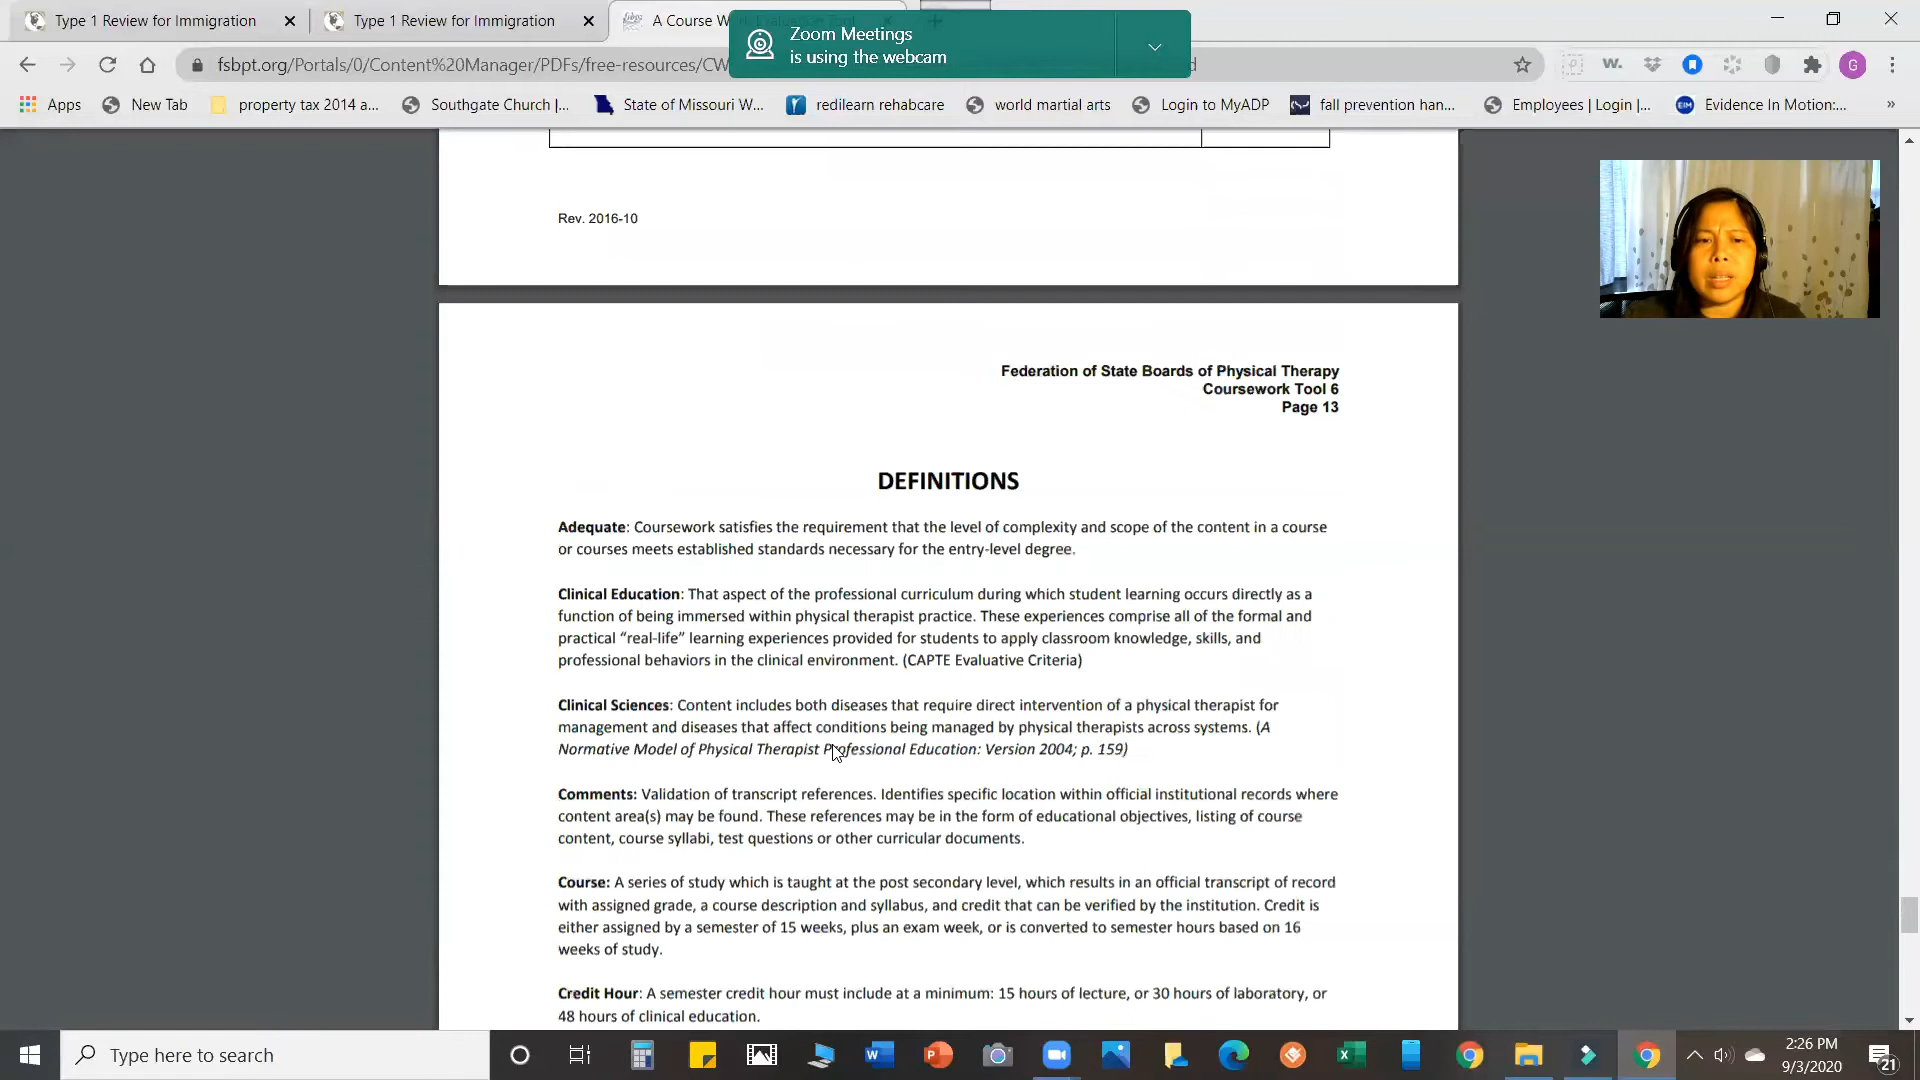 Type 1 Review for Immigration
Type 1 Review for Immigration
A Course W
Zoom Meetings
is using the webcam
fsbpt.org/Portals/0/Content%20Manager/PDFs/free-resources/CW
G
Apps
New Tab
property tax 2014 a...
Southgate Church |...
State of Missouri W...
redilearn rehabcare
world martial arts
Login to MyADP
fall prevention han...
Employees | Login |...
EIM
Evidence In Motion:...
»
Rev. 2016-10
Federation of State Boards of Physical Therapy
Coursework Tool 6
Page 13
DEFINITIONS
Adequate: Coursework satisfies the requirement that the level of complexity and scope of the content in a course
or courses meets established standards necessary for the entry-level degree.
Clinical Education: That aspect of the professional curriculum during which student learning occurs directly as a
function of being immersed within physical therapist practice. These experiences comprise all of the formal and
practical “real-life” learning experiences provided for students to apply classroom knowledge, skills, and
professional behaviors in the clinical environment. (CAPTE Evaluative Criteria)
Clinical Sciences: Content includes both diseases that require direct intervention of a physical therapist for
management and diseases that affect conditions being managed by physical therapists across systems. (A
Normative Model of Physical Therapist Professional Education: Version 2004; p. 159)
Comments: Validation of transcript references. Identifies specific location within official institutional records where
content area(s) may be found. These references may be in the form of educational objectives, listing of course
content, course syllabi, test questions or other curricular documents.
Course: A series of study which is taught at the post secondary level, which results in an official transcript of record
with assigned grade, a course description and syllabus, and credit that can be verified by the institution. Credit is
either assigned by a semester of 15 weeks, plus an exam week, or is converted to semester hours based on 16
weeks of study.
Credit Hour: A semester credit hour must include at a minimum: 15 hours of lecture, or 30 hours of laboratory, or
48 hours of clinical education.
Type here to search
2:26 PM
9/3/2020
21